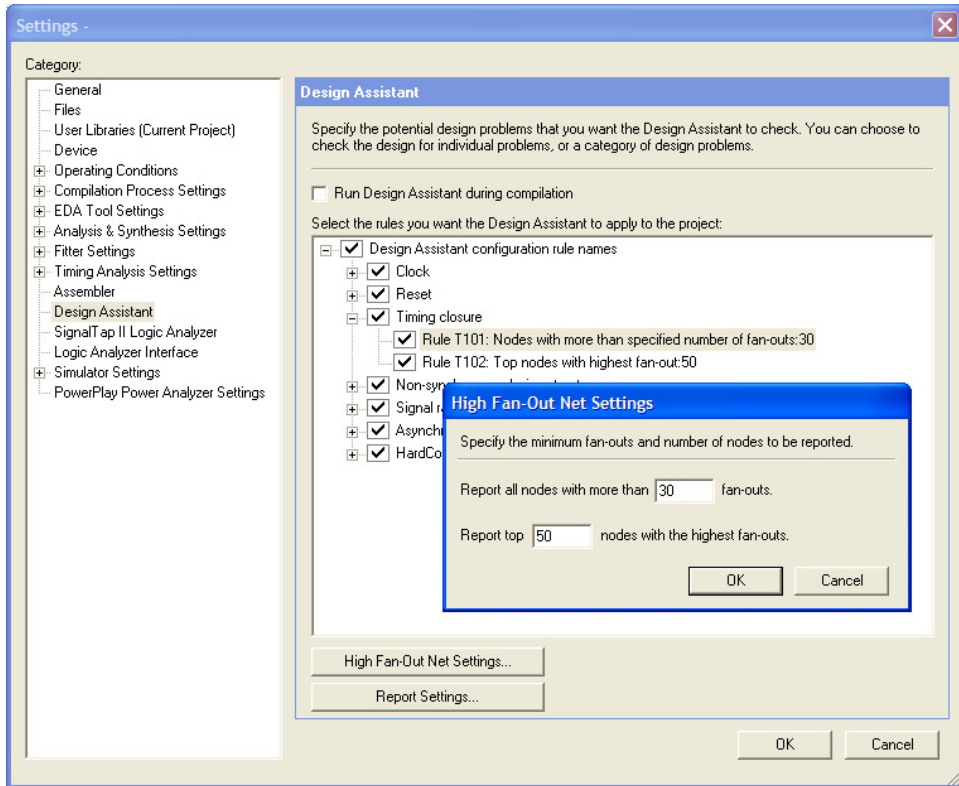 Settings -
Category:
General
Files
User Libraries (Current Project)
Device
Operating Conditions
Compilation Process Settings
EDA Tool Settings
Analysis & Synthesis Settings
Fitter Settings
Timing Analysis Settings
Assembler
Design Assistant
SignalTap II Logic Analyzer
Logic Analyzer Interface
Simulator Settings
PowerPlay Power Analyzer Settings
Design Assistant
Specify the potential design problems that you want the Design Assistant to check. You can choose to
check the design for individual problems, or a category of design problems.
Run Design Assistant during compilation
Select the rules you want the Design Assistant to apply to the project:
Design Assistant configuration rule names
Clock
Reset
Timing closure
Rule T101: Nodes with more than specified number of fan-outs:30
Rule T102: Top nodes with highest fan-out:50
Signal
High Fan-Out Net Settings
Specify the minimum fan-outs and number of nodes to be reported.
Report all nodes with more than 30 fan-outs.
Report top 50 nodes with the highest fan-outs.
OK Cancel
High Fan-Out Net Settings...
Report Settings...
OK Cancel